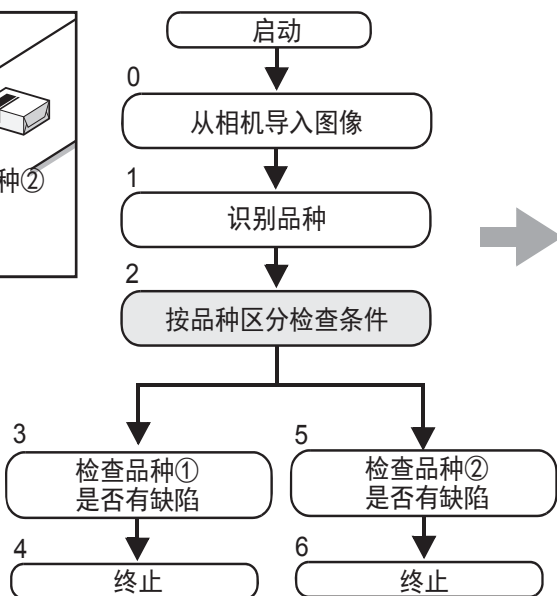 种②
启动
0
从相机导入图像
1
识别品种
2
按品种区分检查条件
3
检查品种①
是否有缺陷
4
终止
5
检查品种②
是否有缺陷
6
终止